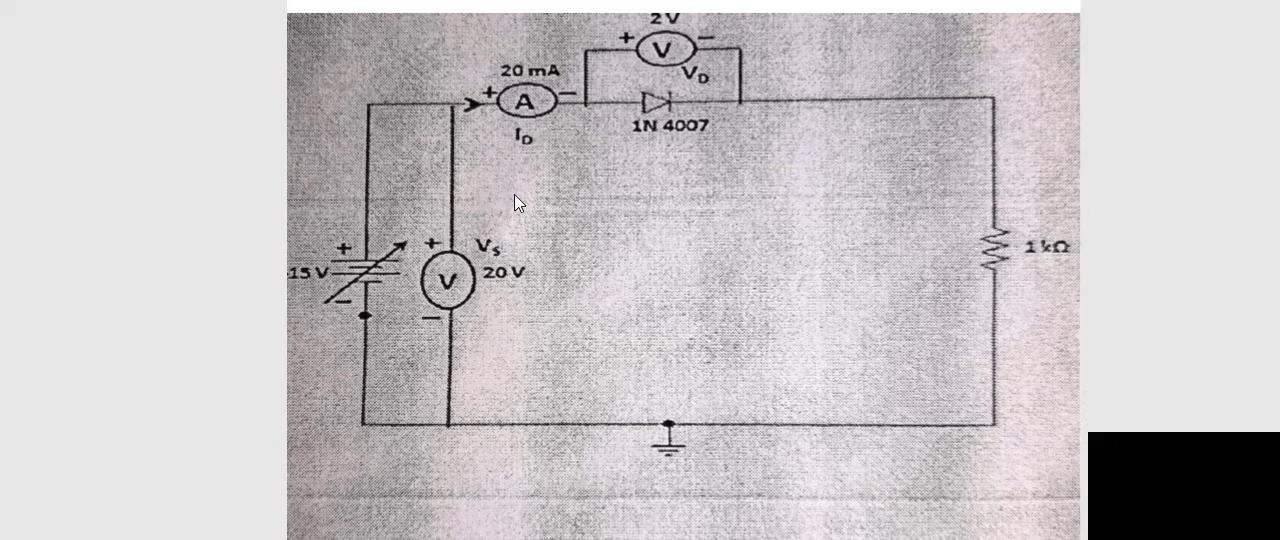 2 V
+ V −
V_D
20 mA
+ A −
1N 4007
I_D
+
15 V
−
+
V_S
V
20 V
−
1 kΩ